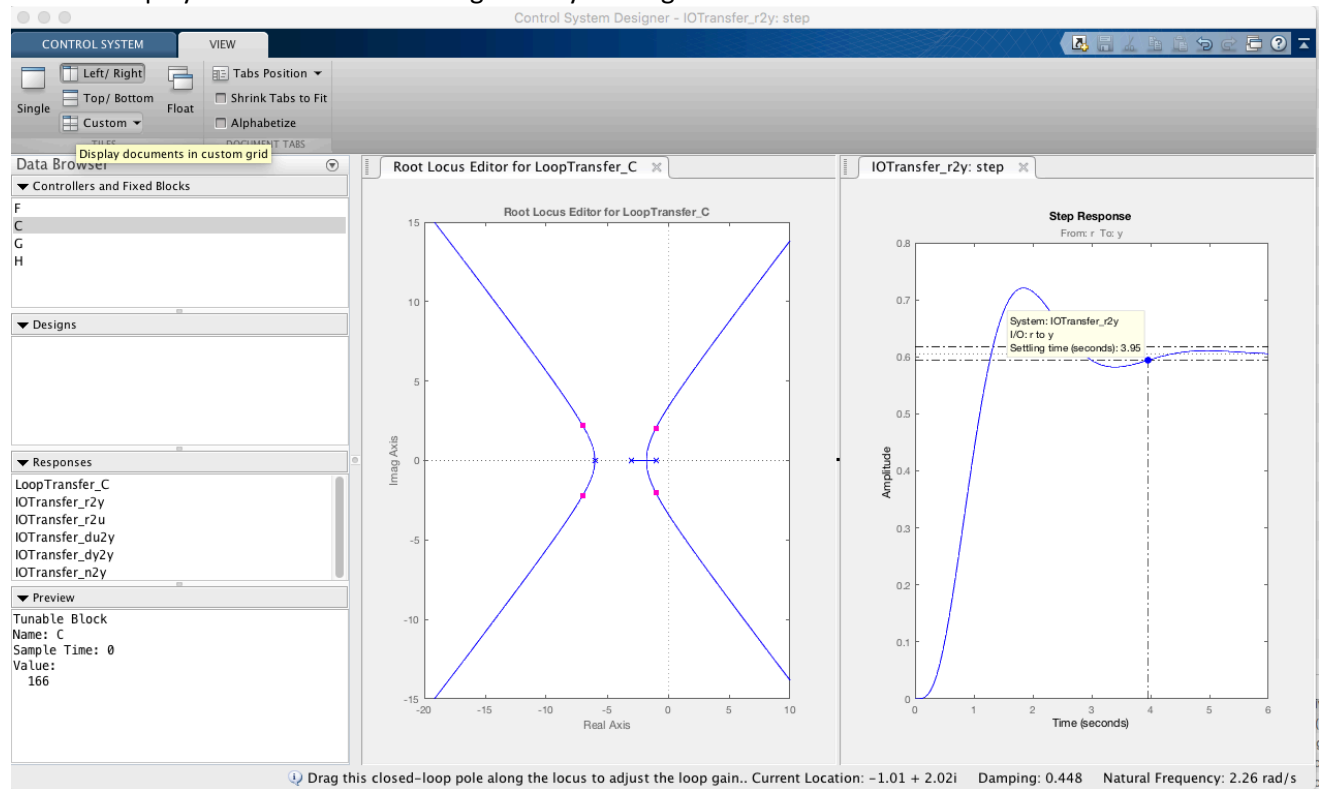 Control System Designer - IOTransfer_r2y: step
CONTROL SYSTEM VIEW
Left/ Right
Top/ Bottom
Custom
Single
Float
Tabs Position
Shrink Tabs to Fit
Alphabetize
DOCUMENT TABS
Display documents in custom grid
Data Browser
Controllers and Fixed Blocks
F
C
G
H
Designs
Responses
LoopTransfer_C
IOTransfer_r2y
IOTransfer_r2u
IOTransfer_du2y
IOTransfer_dy2y
IOTransfer_n2y
Preview
Tunable Block
Name: C
Sample Time: 0
Value:
166
Root Locus Editor for LoopTransfer_C
Root Locus Editor for LoopTransfer_C
15
10
5
0
-5
-10
-15
Imag Axis
-20 -15 -10 -5 0 5 10
Real Axis
IOTransfer_r2y: step
Step Response
From: r To: y
0.8
0.7
0.6
0.5
0.4
0.3
0.2
0.1
0
Amplitude
System: IOTransfer_r2y
I/O: r to y
Settling time (seconds): 3.95
0 1 2 3 4 5 6
Time (seconds)
Drag this closed-loop pole along the locus to adjust the loop gain.. Current Location: -1.01 + 2.02i Damping: 0.448 Natural Frequency: 2.26 rad/s